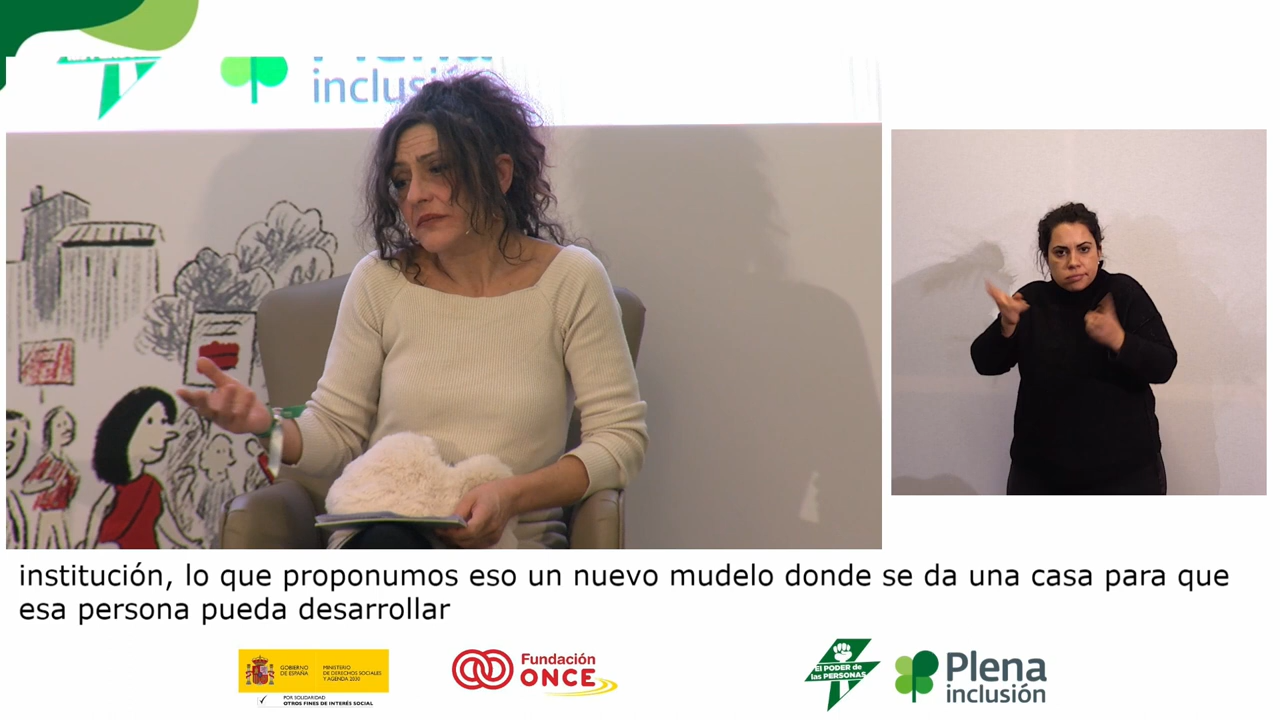 inclusión
institución, lo que proponumos eso un nuevo mudelo donde se da una casa para que
esa persona pueda desarrollar
GOBIERNO
DE ESPAÑA
MINISTERIO
DE DERECHOS SOCIALES
Y AGENDA 2030
POR SOLIDARIDAD
OTROS FINES DE INTERÉS SOCIAL
Fundación
ONCE
El PODER de
las PERSONAS
Plena
inclusión